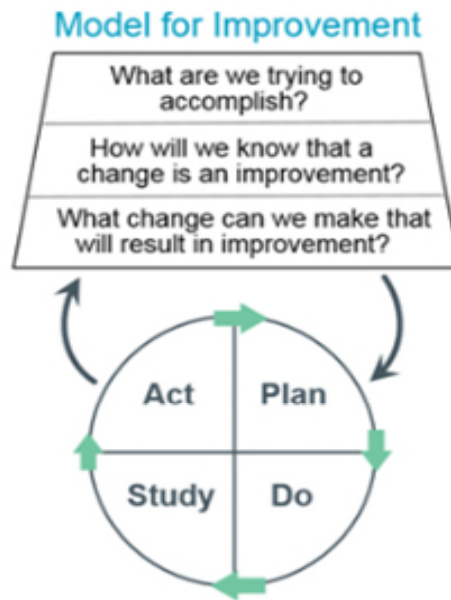 Model for Improvement
What are we trying to
accomplish?
How will we know that a
change is an improvement?
What change can we make that
will result in improvement?
Act
Plan
Study
Do